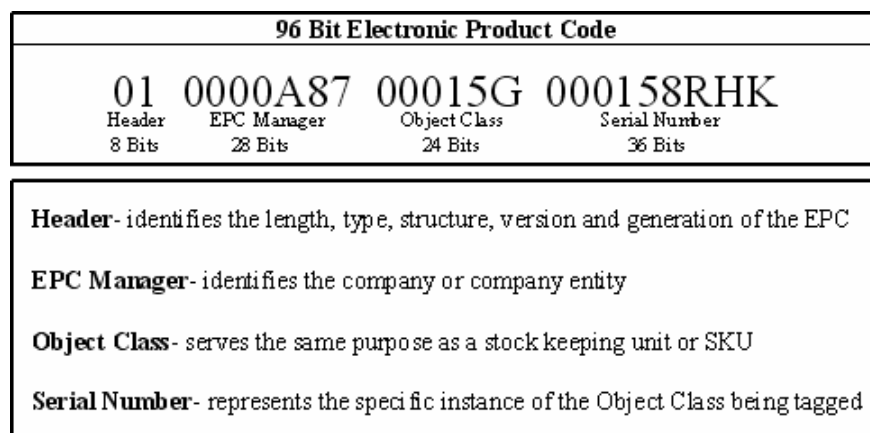 96 Bit Electronic Product Code
01 0000A87 00015G 000158RHK
Header EPC Manager Object Class Serial Number
8 Bits 28 Bits 24 Bits 36 Bits
Header- identifies the length, type, structure, version and generation of the EPC
EPC Manager- identifies the company or company entity
Object Class- serves the same purpose as a stock keeping unit or SKU
Serial Number- represents the specific instance of the Object Class being tagged